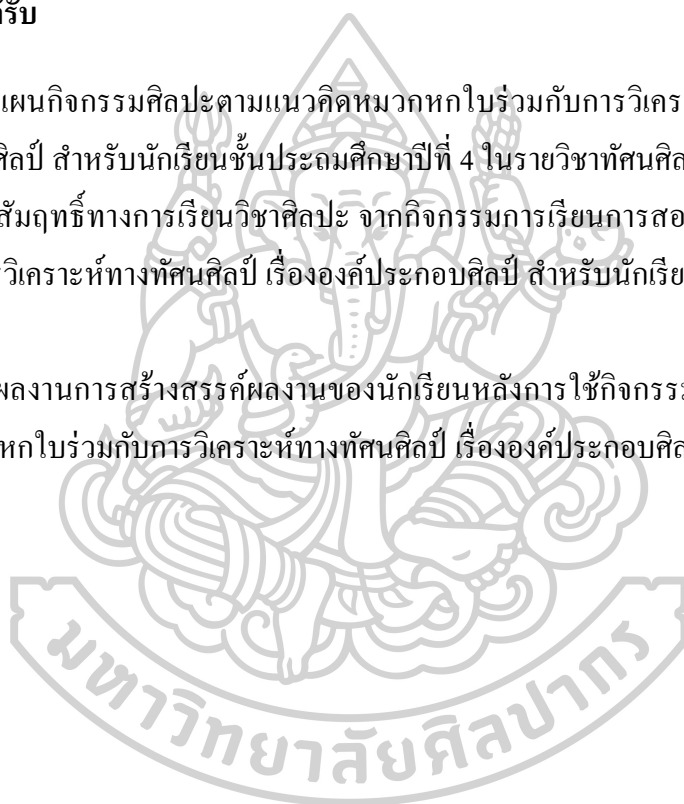 ด้รับ
แผนกิจกรรมศิลปะตามแนวคิดหมวกหกใบร่วมกับการวิเคร
ศิลป์ สำหรับนักเรียนชั้นประถมศึกษาปีที่ 4 ในรายวิชาทัศนศิล
สัมฤทธิ์ทางการเรียนวิชาศิลปะ จากกิจกรรมการเรียนการสอ
รวิเคราะห์ทางทัศนศิลป์ เรื่ององค์ประกอบศิลป์ สำหรับนักเรีย
ผลงานการสร้างสรรค์ผลงานของนักเรียนหลังการใช้กิจกรรม
หกใบร่วมกับการวิเคราะห์ทางทัศนศิลป์ เรื่ององค์ประกอบศิล
มหาวิทยาลัยศิลปากร